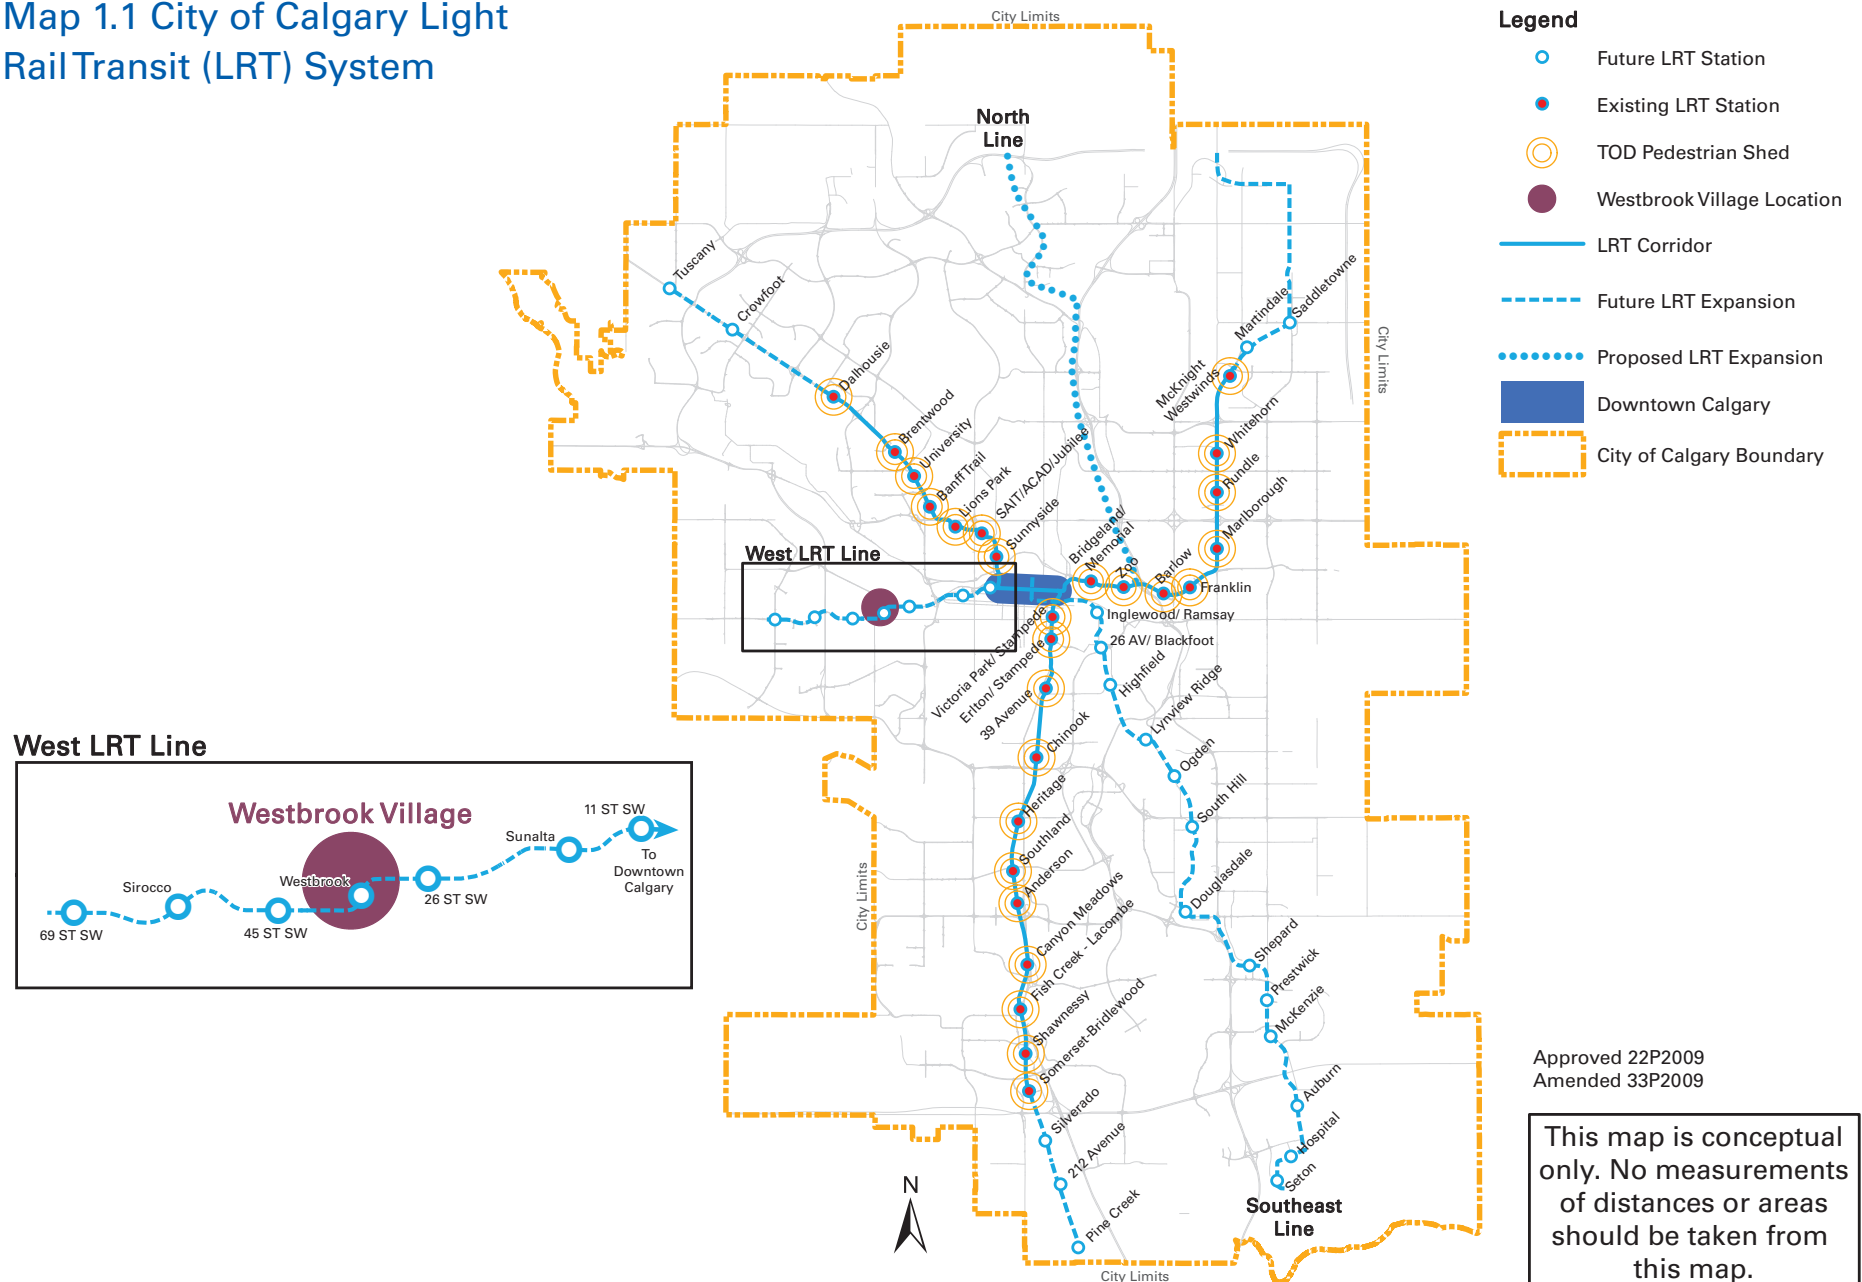 Map 1.1 City of Calgary Light
Rail Transit (LRT) System
City Limits
Legend
Future LRT Station
Existing LRT Station
TOD Pedestrian Shed
Westbrook Village Location
LRT Corridor
Future LRT Expansion
Proposed LRT Expansion
Downtown Calgary
City of Calgary Boundary
North
Line
Tuscany
Crowfoot
Dalhousie
Brentwood
University
Banff Trail
Lions Park
SAIT/ACAD/Jubilee
Sunnyside
Saddletowne
Martindale
McKnight
Westwinds
Whitehorn
Rundle
Marlborough
Franklin
Barlow
Zoo
Bridgeland/
Memorial
City Limits
West LRT Line
Inglewood/ Ramsay
26 AV/ Blackfoot
Highfield
Lynview Ridge
Ogden
South Hill
Douglasdale
Shepard
Prestwick
McKenzie
Auburn
Hospital
Seton
Southeast
Line
Victoria Park/ Stampede
Erlton/ Stampede
39 Avenue
Chinook
Heritage
Southland
Anderson
Canyon Meadows
Fish Creek - Lacombe
Shawnessy
Somerset-Bridlewood
Silverado
212 Avenue
Pine Creek
City Limits
City Limits
N
West LRT Line
Westbrook Village
11 ST SW
Sunalta
To
Downtown
Calgary
Westbrook
26 ST SW
Sirocco
45 ST SW
69 ST SW
Approved 22P2009
Amended 33P2009
This map is conceptual
only. No measurements
of distances or areas
should be taken from
this map.